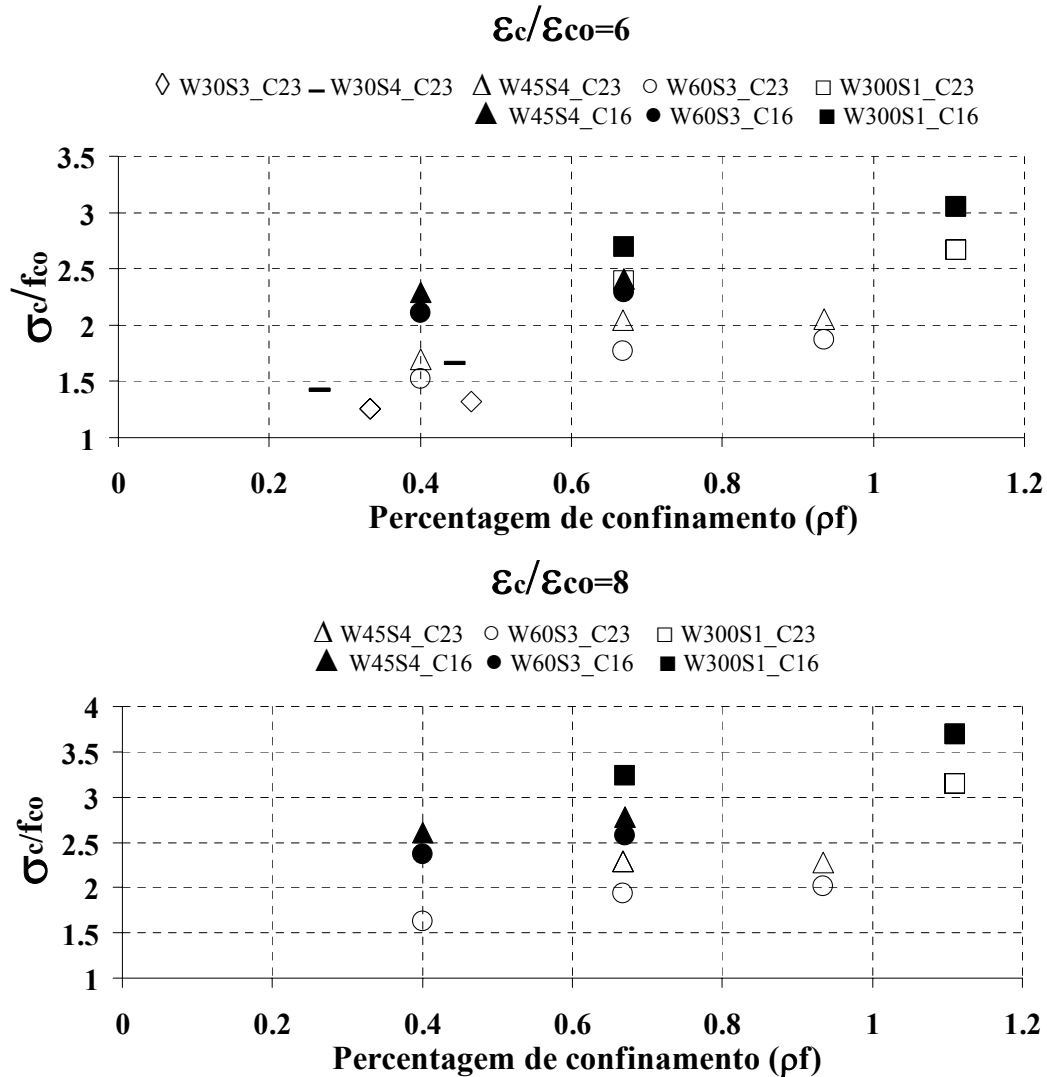 εc/εco=6
W30S3_C23 W30S4_C23 W45S4_C23 W60S3_C23 W300S1_C23
W45S4_C16 W60S3_C16 W300S1_C16
3.5
3
2.5
2
1.5
1
σc/fco
0 0.2 0.4 0.6 0.8 1 1.2
Percentagem de confinamento (ρf)
εc/εco=8
W45S4_C23 W60S3_C23 W300S1_C23
W45S4_C16 W60S3_C16 W300S1_C16
4
3.5
3
2.5
2
1.5
1
σc/fco
0 0.2 0.4 0.6 0.8 1 1.2
Percentagem de confinamento (ρf)